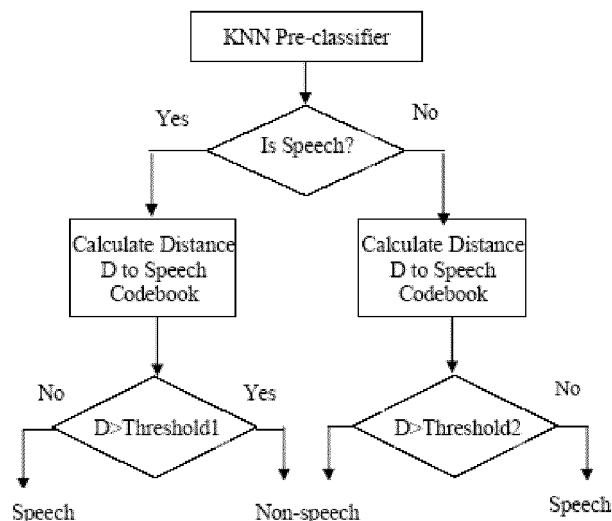 KNN Pre-classifier
Yes
No
Is Speech?
Calculate Distance
D to Speech
Codebook
Calculate Distance
D to Speech
Codebook
No
Yes
No
D>Threshold1
D>Threshold2
Speech
Non-speech
Speech